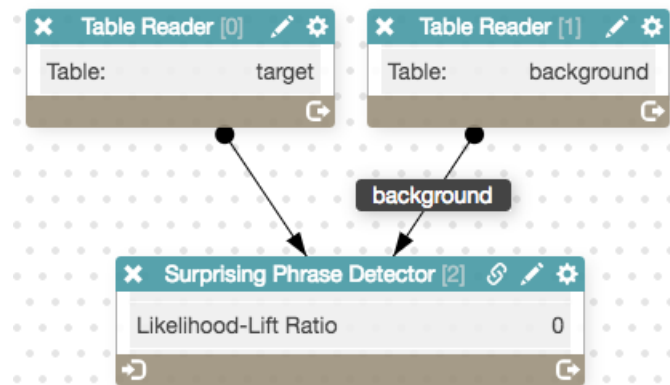 Table Reader [0]
Table: target
Table Reader [1]
Table: background
background
Surprising Phrase Detector [2]
Likelihood-Lift Ratio 0